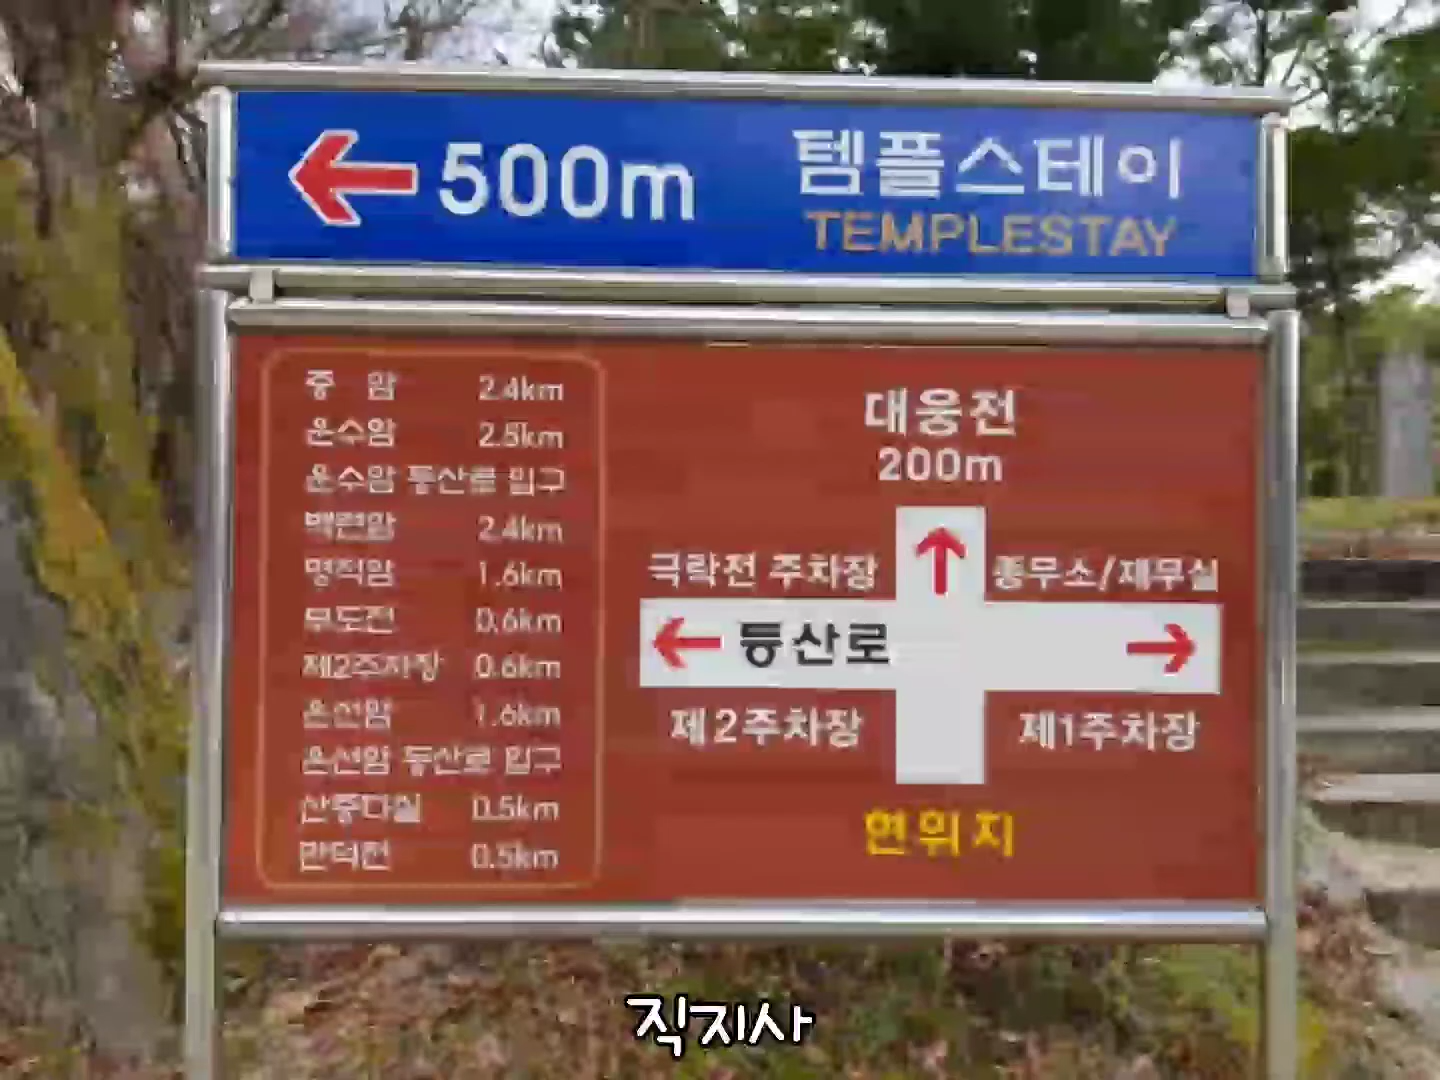 500m 템플스테이
TEMPLESTAY
중 암 2.4km
운수암 2.8km
운수암 등산로 입구
백련암 2.4km
명적암 1.6km
부도전 0.6km
제2주차장 0.6km
은선암 1.6km
은선암 등산로 입구
산중다실 0.5km
만덕전 0.5km
대웅전
200m
극락전 주차장
종무소/재무실
등산로
제2주차장
제1주차장
현위치
직지사